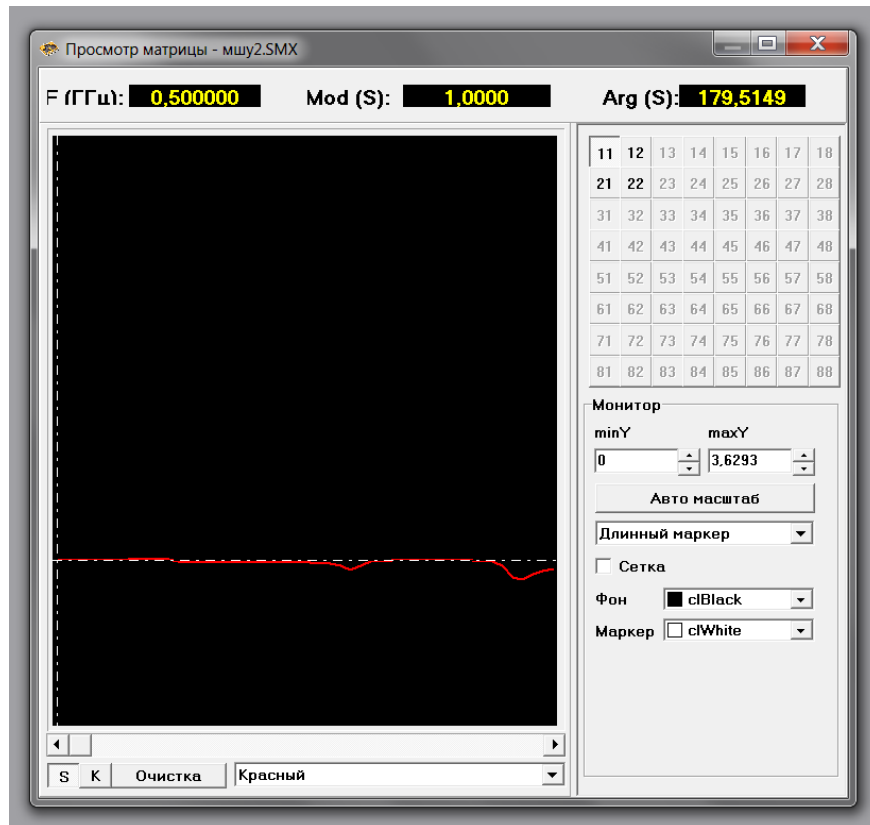 Просмотр матрицы - мшу2.SMX
F (ГГц): 0,500000 Mod (S): 1,0000 Arg (S): 179,5149
11 12 13 14 15 16 17 18
21 22 23 24 25 26 27 28
31 32 33 34 35 36 37 38
41 42 43 44 45 46 47 48
51 52 53 54 55 56 57 58
61 62 63 64 65 66 67 68
71 72 73 74 75 76 77 78
81 82 83 84 85 86 87 88
Монитор
minY maxY
0 3,6293
Авто масштаб
Длинный маркер
Сетка
Фон clBlack
Маркер clWhite
S K Очистка Красный